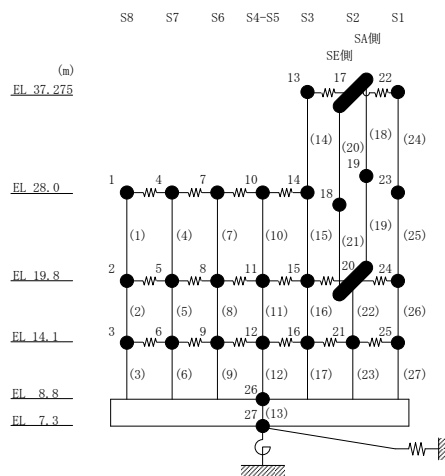 S8 S7 S6 S4-S5 S3 S2 S1
SA側
SE側
(m)
13 17 22
EL 37.275
(14) (20) (18) (24)
1 4 7 10 14 19 23
EL 28.0
18
(1) (4) (7) (10) (15) (21) (19) (25)
2 5 8 11 15 20 24
EL 19.8
(2) (5) (8) (11) (16) (22) (26)
3 6 9 12 16 21 25
EL 14.1
(3) (6) (9) (12) (17) (23) (27)
26
EL 8.8
27 (13)
EL 7.3